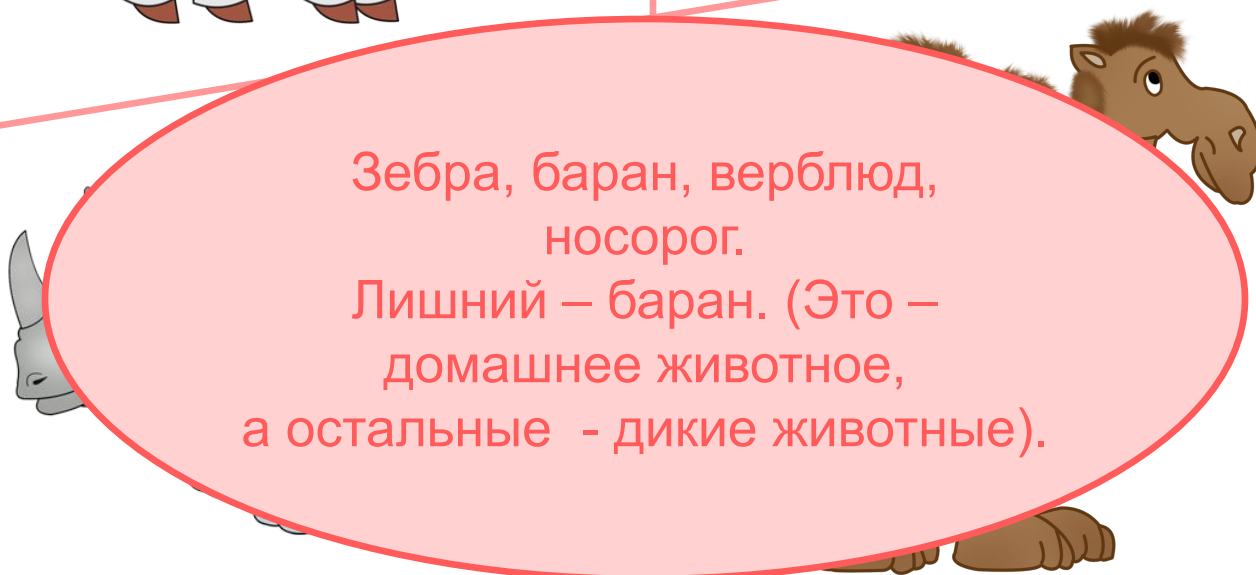 Зебра, баран, верблюд,
носорог.
Лишний – баран. (Это –
домашнее животное,
а остальные  - дикие животные).